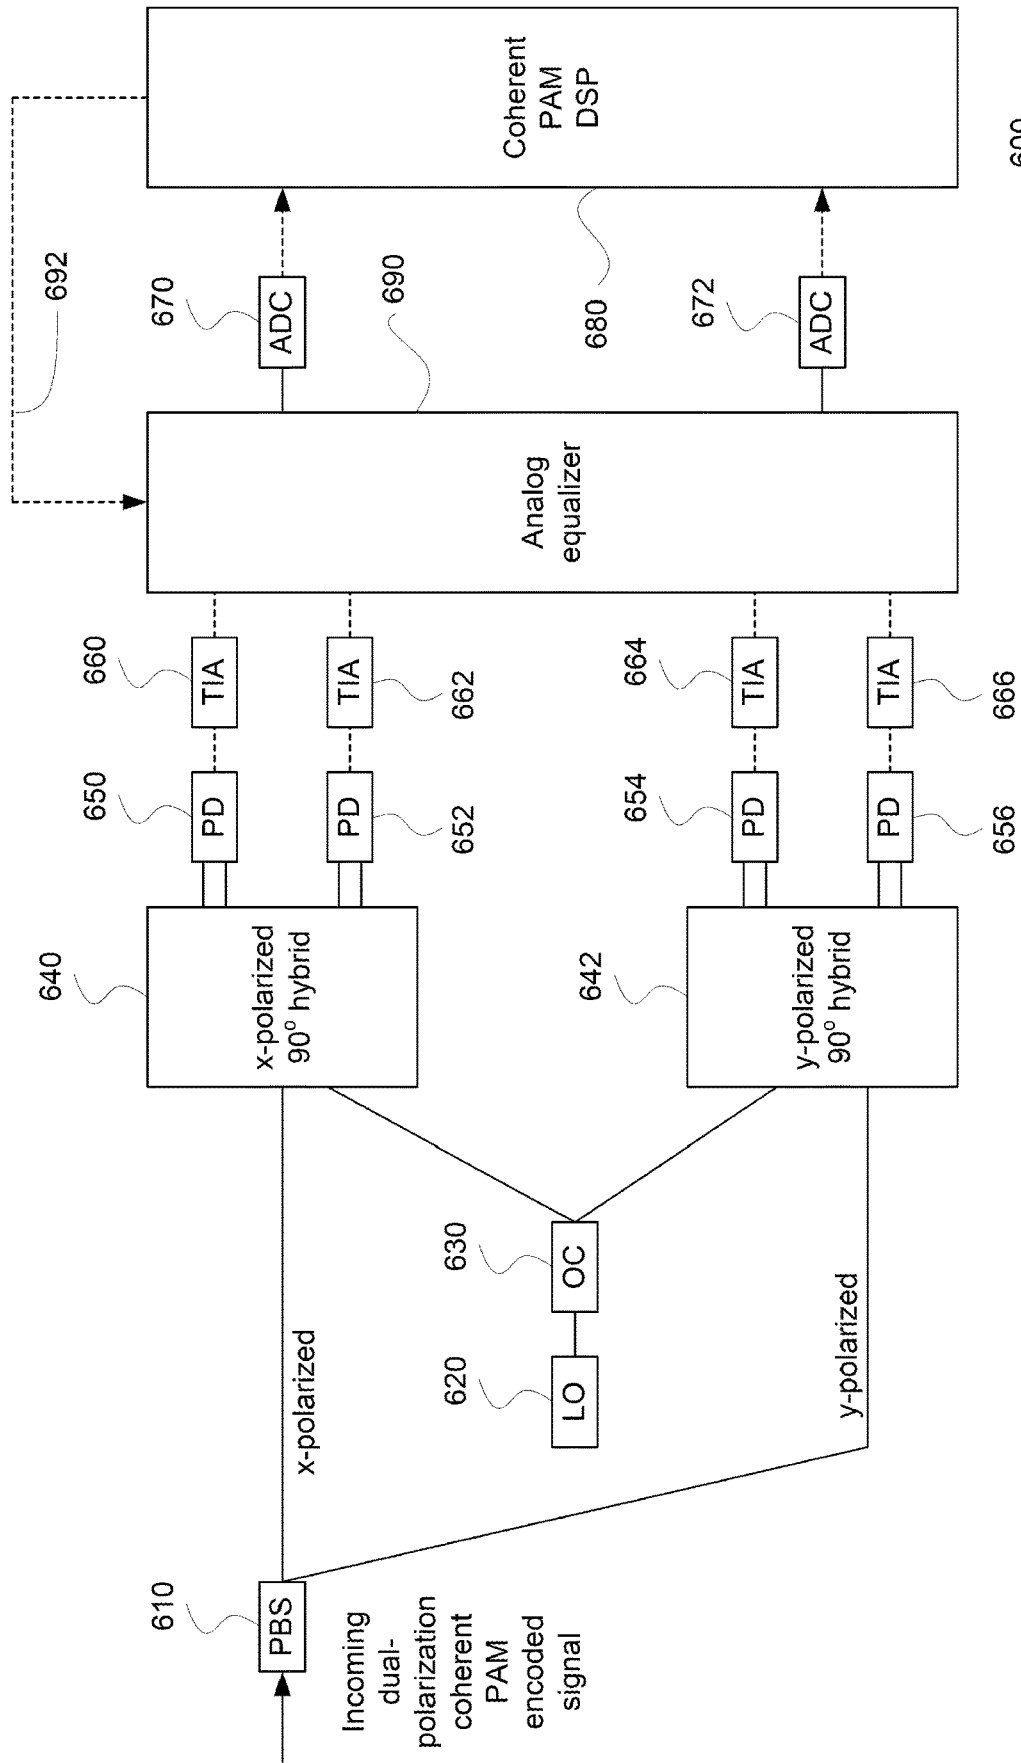 Incoming
dual-
polarization
coherent
PAM
encoded
signal
610
PBS
x-polarized
y-polarized
620
LO
630
OC
640
x-polarized
90° hybrid
642
y-polarized
90° hybrid
650
PD
652
PD
654
PD
656
PD
660
TIA
662
TIA
664
TIA
666
TIA
Analog
equalizer
690
692
670
ADC
672
ADC
680
Coherent
PAM
DSP
600